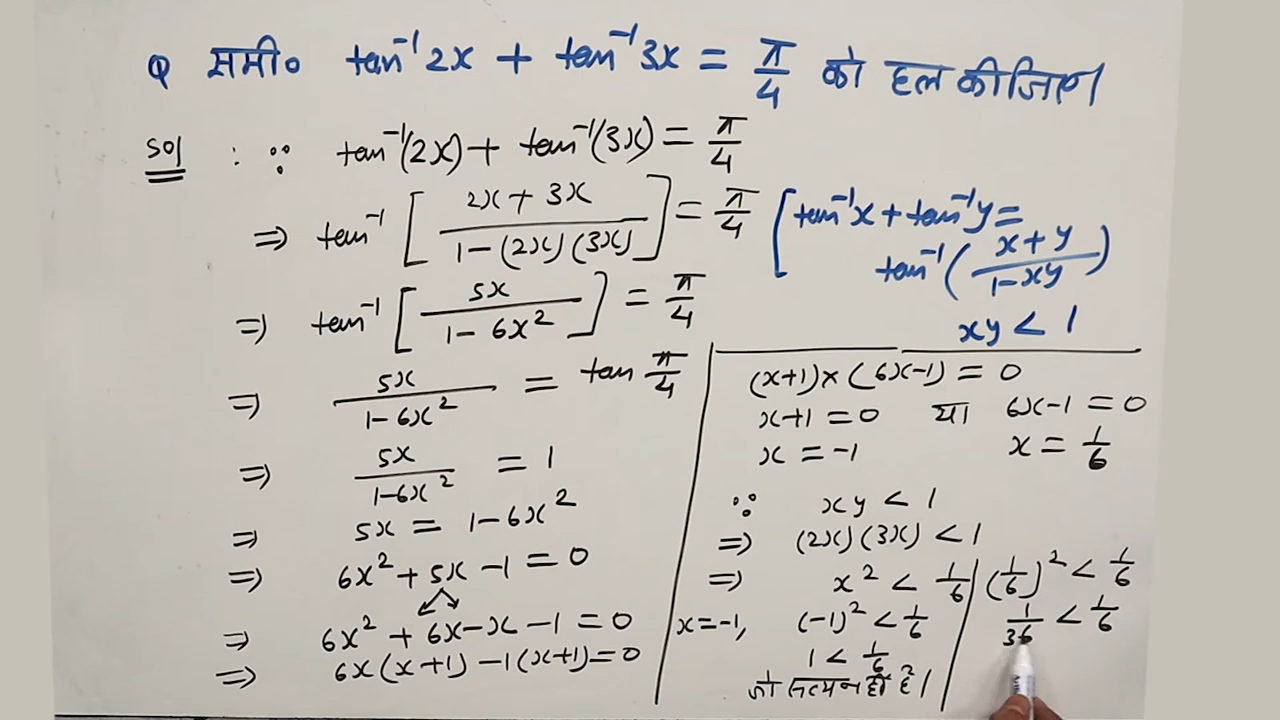 Q समी० tan⁻¹2x + tan⁻¹3x = π/4 को हल कीजिए।
Sol : ∵ tan⁻¹(2x) + tan⁻¹(3x) = π/4
⇒ tan⁻¹[(2x + 3x)/(1 - (2x)(3x))] = π/4
[tan⁻¹x + tan⁻¹y =
tan⁻¹((x + y)/(1 - xy))
xy < 1
⇒ tan⁻¹[5x/(1 - 6x²)] = π/4
⇒ 5x/(1 - 6x²) = tan π/4
⇒ 5x/(1 - 6x²) = 1
⇒ 5x = 1 - 6x²
⇒ 6x² + 5x - 1 = 0
⇒ 6x² + 6x - x - 1 = 0
⇒ 6x(x+1) - 1(x+1) = 0
(x+1) × (6x-1) = 0
x+1 = 0 या 6x-1 = 0
x = -1 x = 1/6
∵ xy < 1
⇒ (2x)(3x) < 1
⇒ x² < 1/6
x = -1, (-1)² < 1/6
1 < 1/6
जो सत्य नहीं है।
(1/6)² < 1/6
1/36 < 1/6